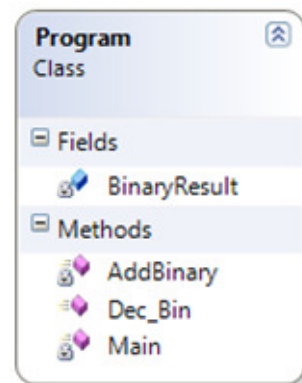 Program
Class
Fields
BinaryResult
Methods
AddBinary
Dec_Bin
Main